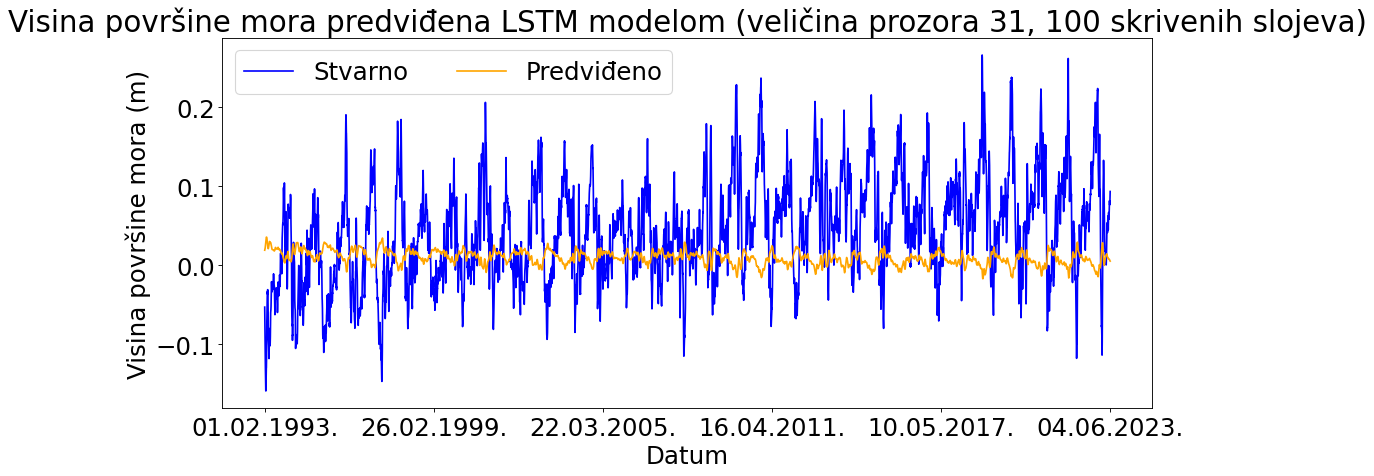 Visina površine mora predviđena LSTM modelom (veličina prozora 31, 100 skrivenih slojeva)
Stvarno
Predviđeno
Visina površine mora (m)
0.2
0.1
0.0
−0.1
01.02.1993.
26.02.1999.
22.03.2005.
16.04.2011.
10.05.2017.
04.06.2023.
Datum